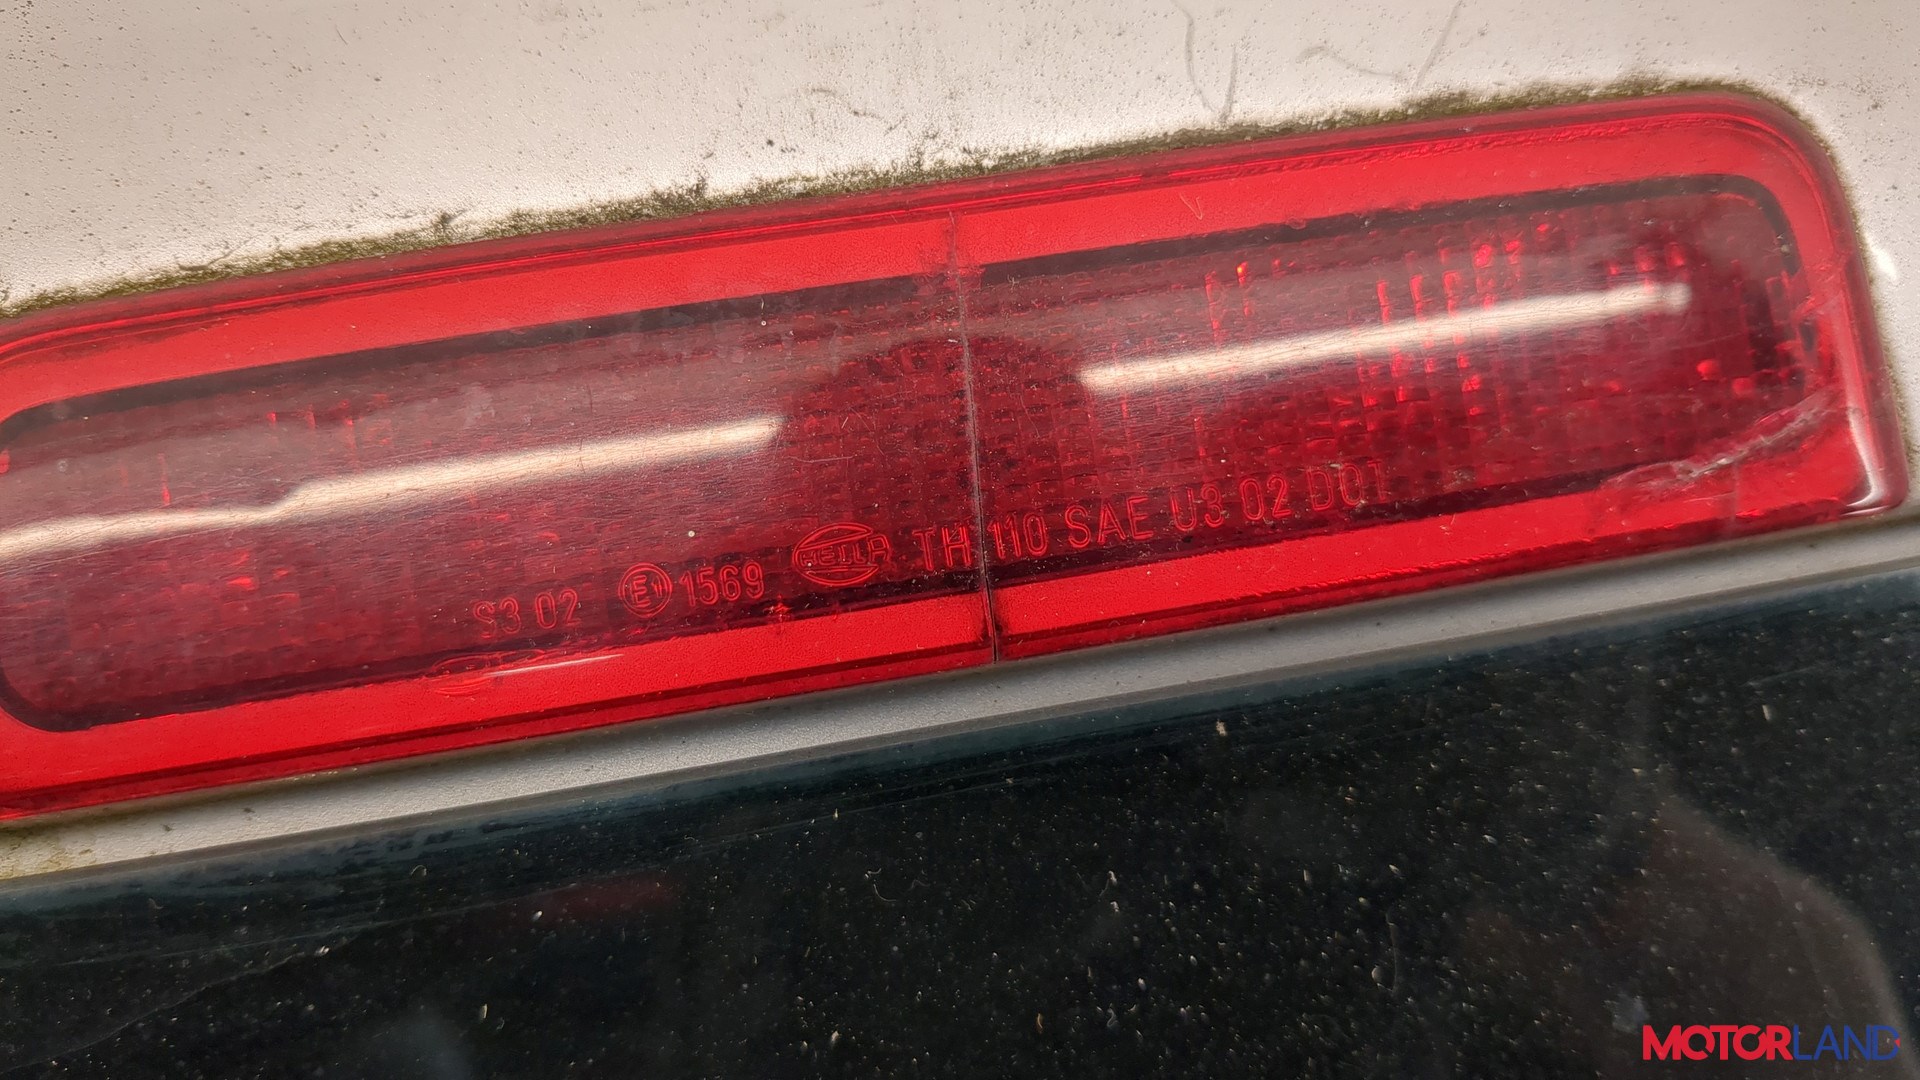 S3 02 E1 1569 HELLA TH 110 SAE U3 02 DOT
MOTORLAND